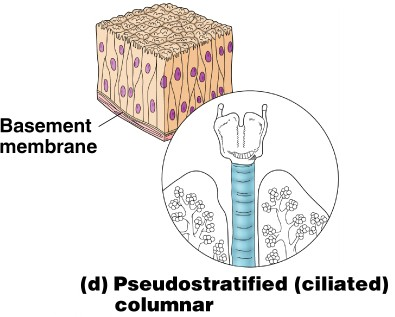 Basement
membrane
(d) Pseudostratified (ciliated)
columnar